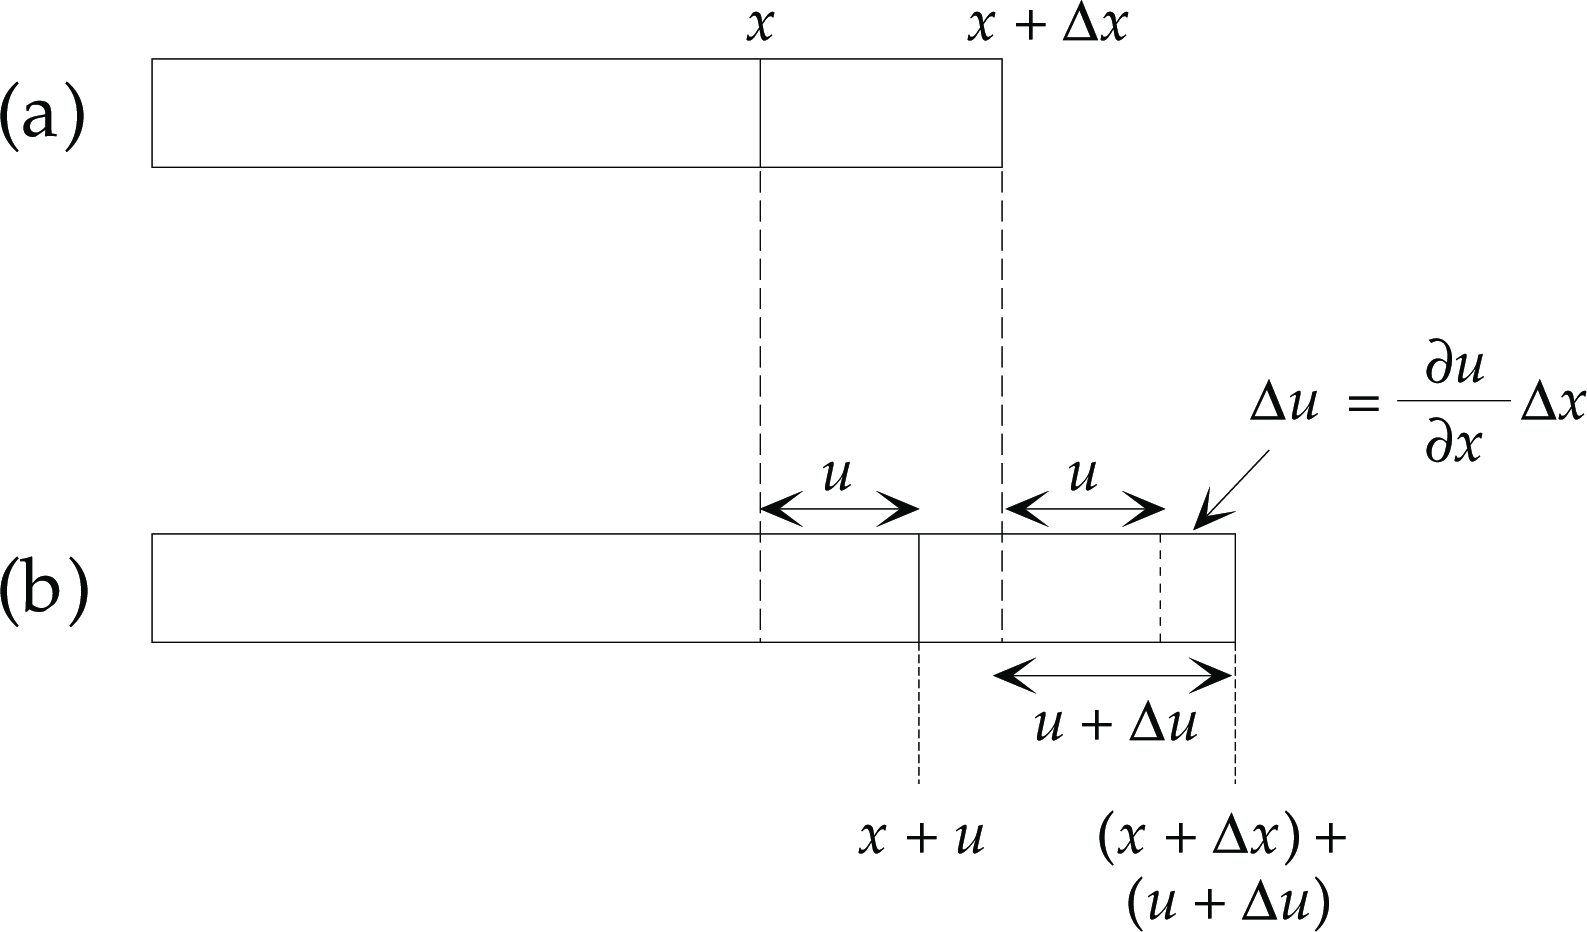 x x + Δx
(a)
Δu = ∂u/∂x Δx
u u
(b)
u + Δu
x + u (x + Δx) +
(u + Δu)